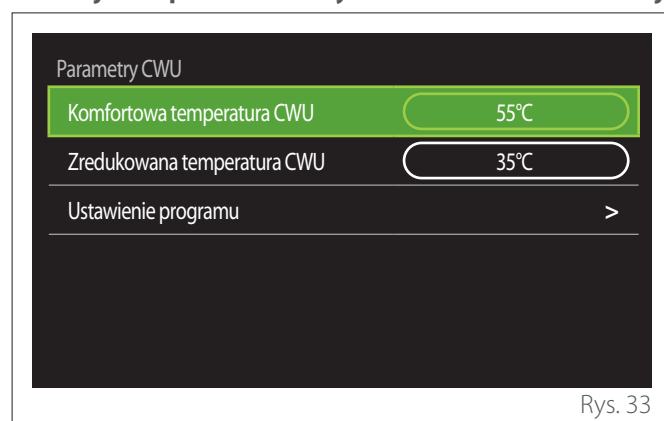 Parametry CWU
Komfortowa temperatura CWU 55°C
Zredukowana temperatura CWU 35°C
Ustawienie programu >
Rys. 33